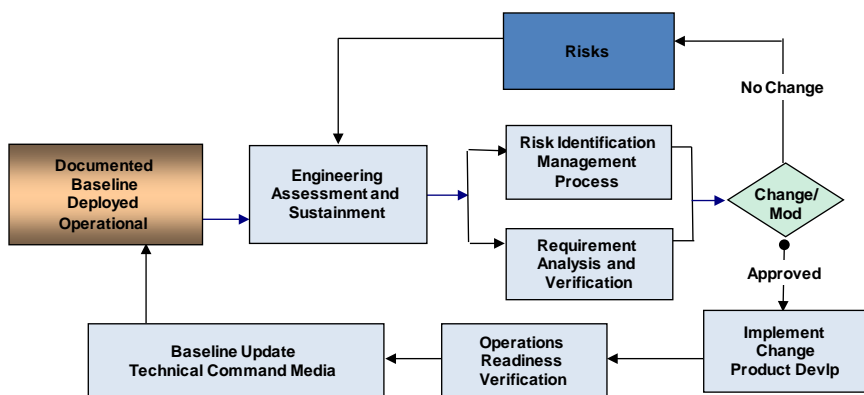 Risks
No Change
Documented
Baseline
Deployed
Operational
Engineering
Assessment and
Sustainment
Risk Identification
Management
Process
Requirement
Analysis and
Verification
Change/
Mod
Approved
Implement
Change
Product Devlp
Operations
Readiness
Verification
Baseline Update
Technical Command Media